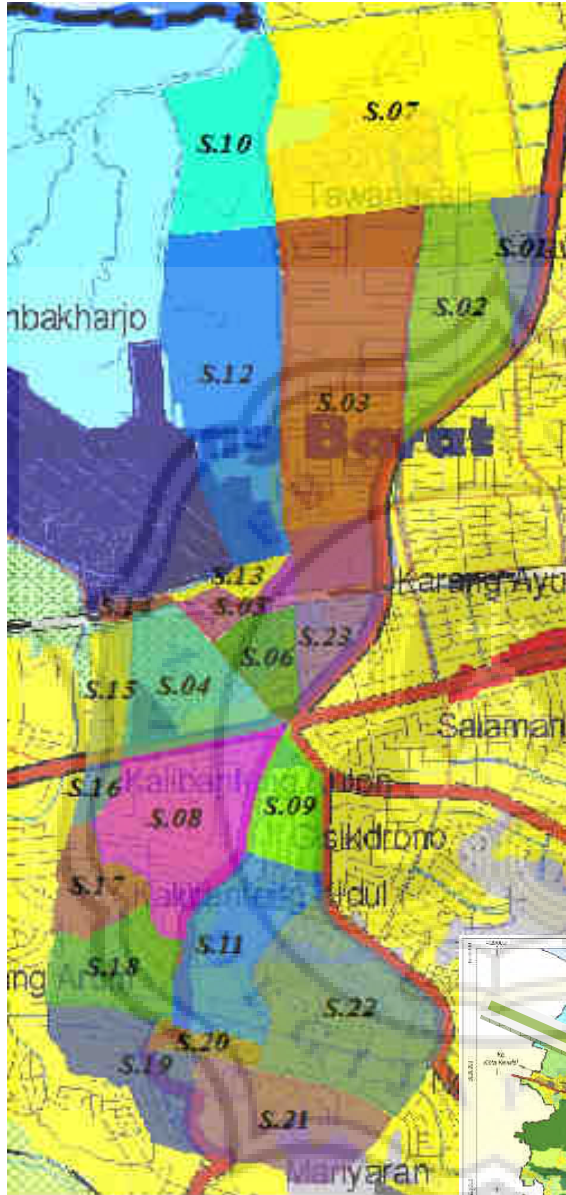 S.07
S.10
Tawangsari
S.01
S.02
mbakharjo
S.12
S.03
ng Barat
S.13
Karang Ayu
S.14
S.05
S.23
S.06
S.15
S.04
Salaman
S.16
S.09
S.08
Gisikdrono
S.17
S.11
S.18
S.22
S.20
S.19
S.21
Manyaran